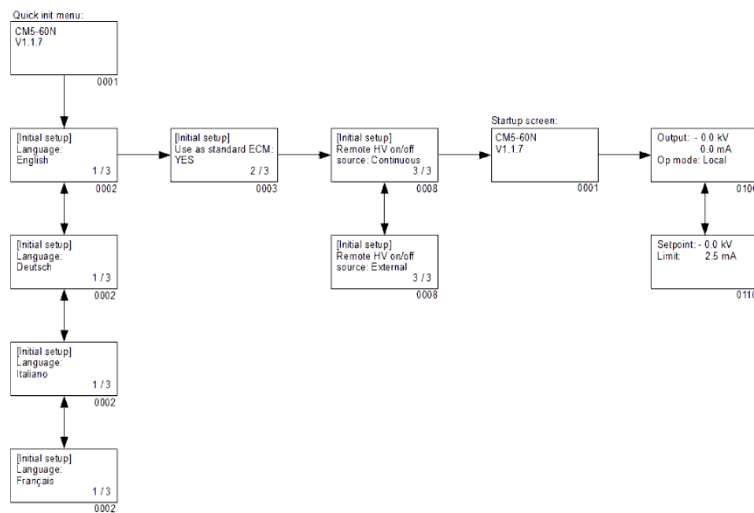 Quick init menu:
CM5-60N
V1.1.7
0001
[Initial setup]
Language:
English
1 / 3
0002
[Initial setup]
Use as standard ECM:
YES
2 / 3
0003
[Initial setup]
Remote HV on/off
source: Continuous
3 / 3
0008
Startup screen:
CM5-60N
V1.1.7
0001
Output: - 0.0 kV
0.0 mA
Op mode: Local
[Initial setup]
Language:
Deutsch
1 / 3
0002
[Initial setup]
Remote HV on/off
source: External
3 / 3
0008
Setpoint: - 0.0 kV
Limit: 2.5 mA
0110
[Initial setup]
Language:
Italiano
1 / 3
0002
[Initial setup]
Language:
Français
1 / 3
0002